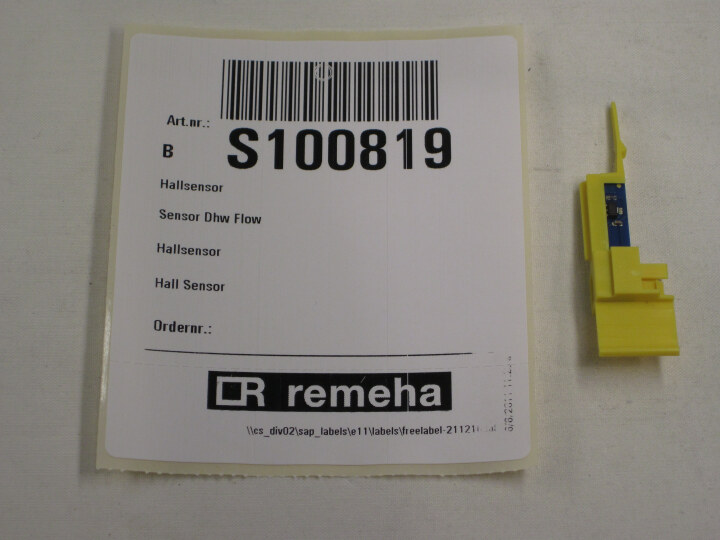 Art.nr.:
B S100819
Hallsensor
Sensor Dhw Flow
Hallsensor
Hall Sensor
Ordernr.:
remeha
\\cs_div02\sap_labels\e11\labels\freelabel-21121